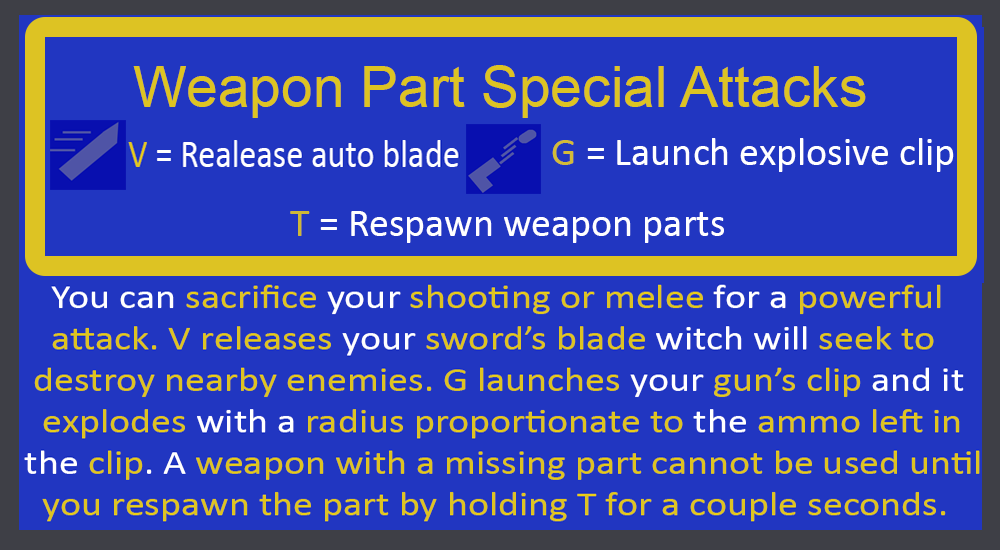 Weapon Part Special Attacks
V = Realease auto blade G = Launch explosive clip
T = Respawn weapon parts
You can sacrifice your shooting or melee for a powerful
attack. V releases your sword’s blade witch will seek to
destroy nearby enemies. G launches your gun’s clip and it
explodes with a radius proportionate to the ammo left in
the clip. A weapon with a missing part cannot be used until
you respawn the part by holding T for a couple seconds.